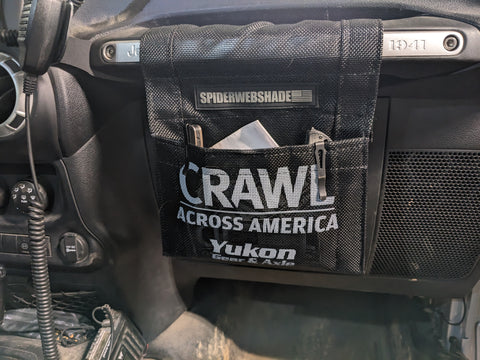 J
1941
SPIDERWEBSHADE
CRAWL
ACROSS AMERICA
Yukon
Gear & Axle